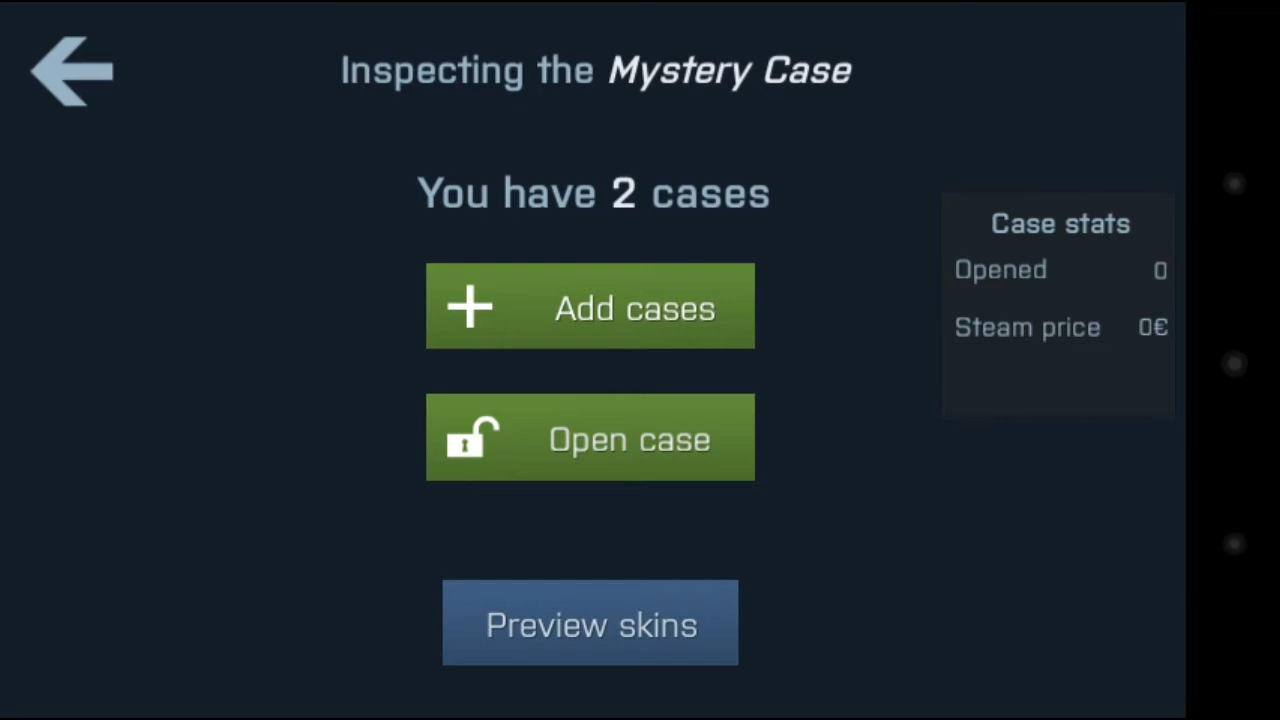 Inspecting the Mystery Case
You have 2 cases
Add cases
Open case
Preview skins
Case stats
Opened 0
Steam price 0€